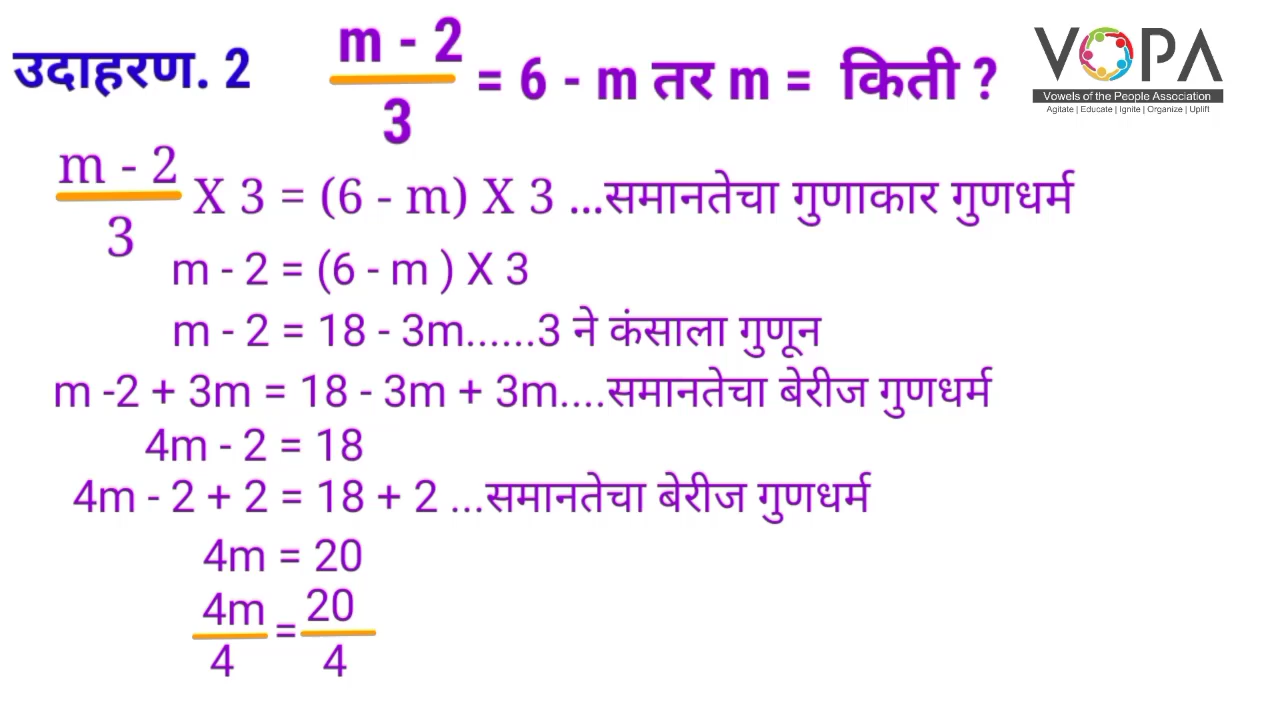 उदाहरण. 2
m - 2
3
= 6 - m तर m = किती ?
VOPA
Vowels of the People Association
Agitate | Educate | Ignite | Organize | Uplift
m - 2
3
X 3 = (6 - m) X 3 ...समानतेचा गुणाकार गुणधर्म
m - 2 = (6 - m ) X 3
m - 2 = 18 - 3m......3 ने कंसाला गुणून
m -2 + 3m = 18 - 3m + 3m....समानतेचा बेरीज गुणधर्म
4m - 2 = 18
4m - 2 + 2 = 18 + 2 ...समानतेचा बेरीज गुणधर्म
4m = 20
4m = 20
4 4